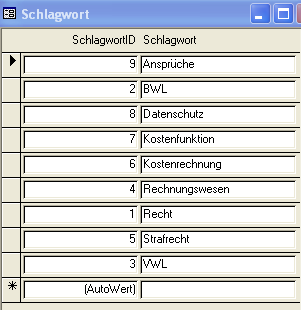 Schlagwort
SchlagwortID Schlagwort
9 Ansprüche
2 BWL
8 Datenschutz
7 Kostenfunktion
6 Kostenrechnung
4 Rechnungswesen
1 Recht
5 Strafrecht
3 VWL
(AutoWert)